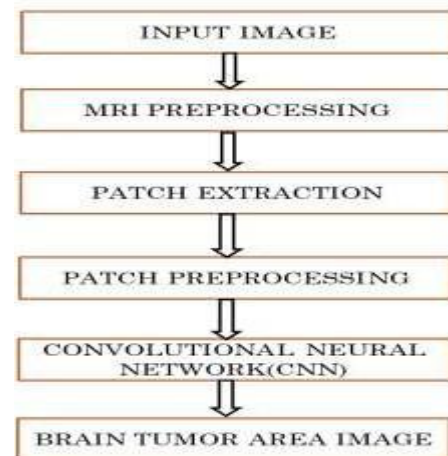 INPUT IMAGE
MRI PREPROCESSING
PATCH EXTRACTION
PATCH PREPROCESSING
CONVOLUTIONAL NEURAL
NETWORK(CNN)
BRAIN TUMOR AREA IMAGE